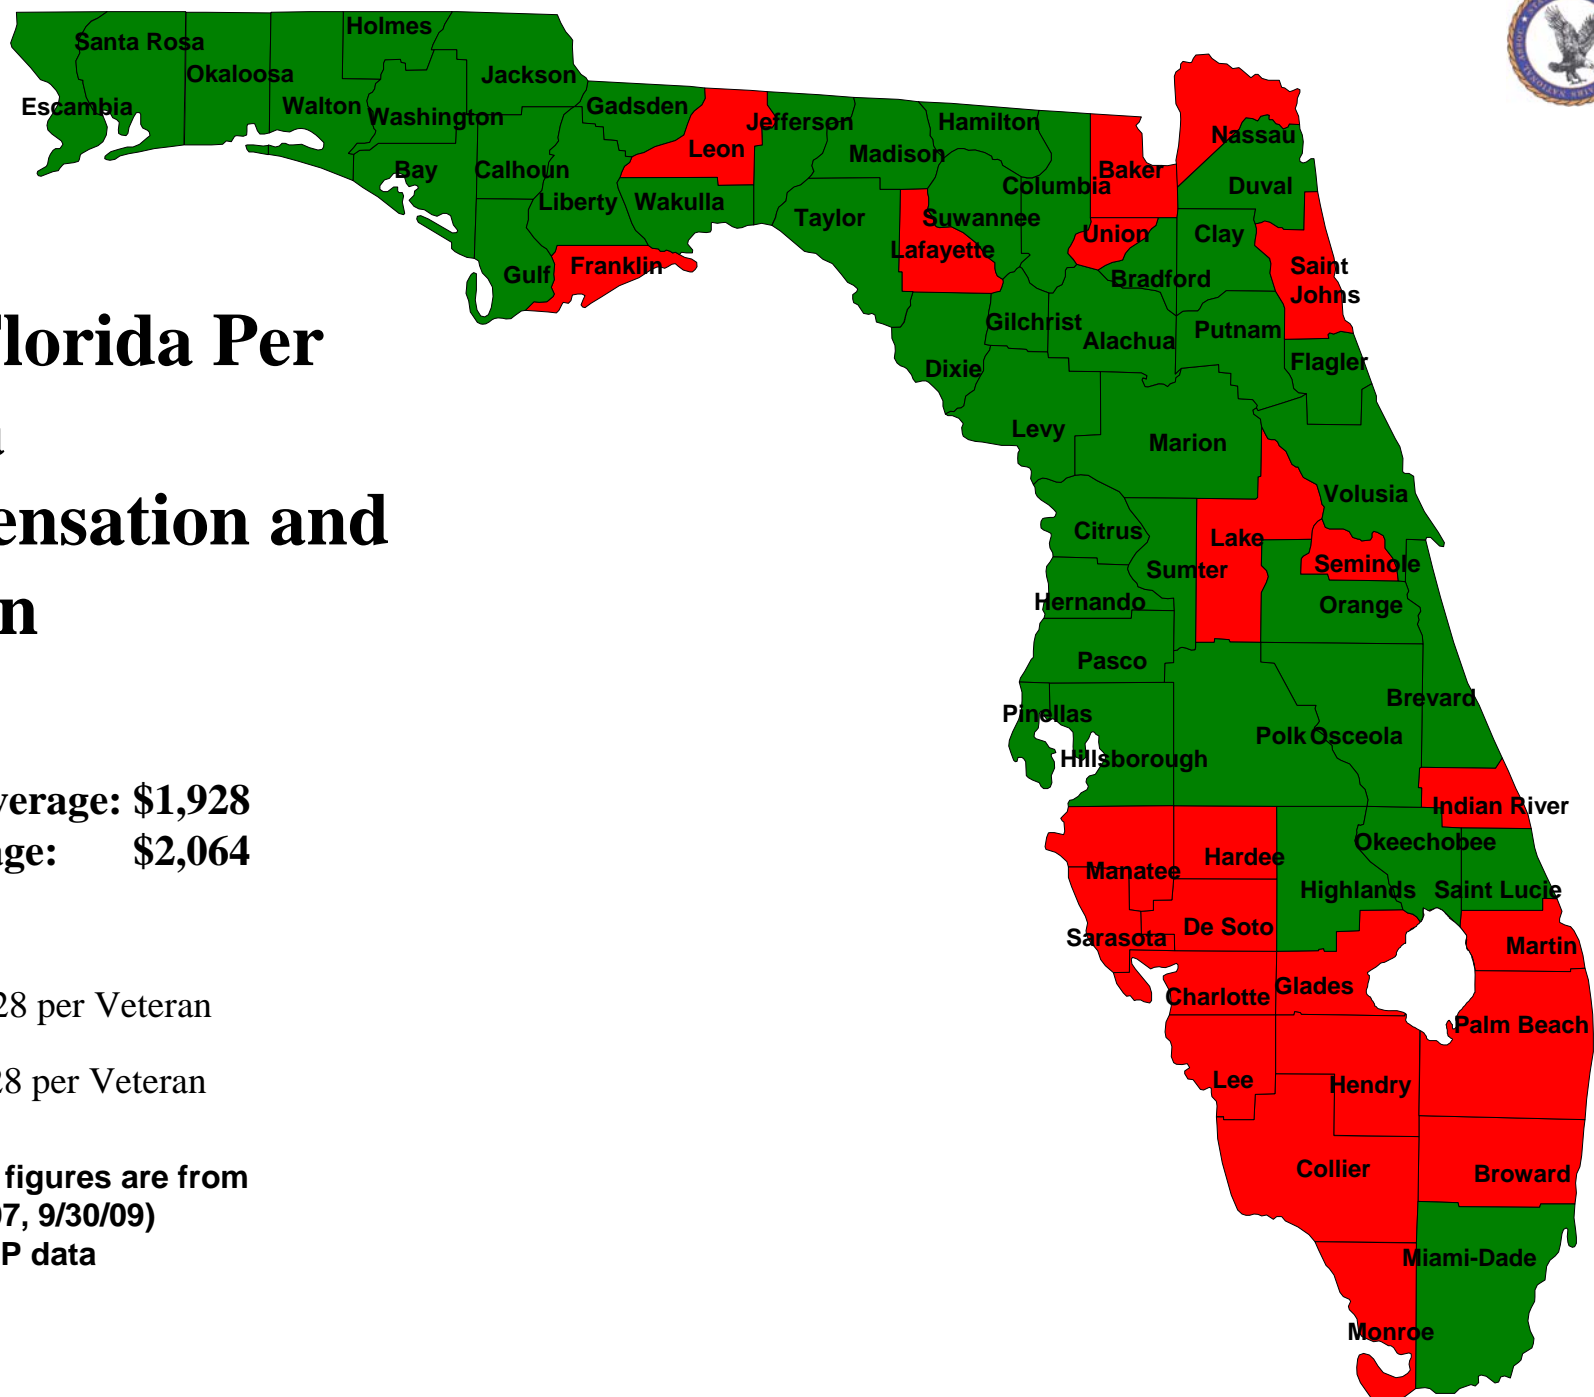 Holmes
Santa Rosa
Okaloosa
Jackson
Escambia
Walton
Washington
Gadsden
Jefferson
Hamilton
Nassau
Leon
Madison
Bay
Calhoun
Baker
Columbia
Duval
Liberty
Wakulla
Taylor
Suwannee
Lafayette
Union
Clay
Gulf
Franklin
Bradford
Saint
Johns
Gilchrist
Alachua
Putnam
Flagler
Dixie
Levy
Marion
Volusia
Citrus
Lake
Sumter
Seminole
Hernando
Orange
Pasco
Brevard
Pinellas
Polk
Osceola
Hillsborough
Indian River
Okeechobee
Manatee
Hardee
Highlands
Saint Lucie
Sarasota
De Soto
Martin
Charlotte
Glades
Palm Beach
Lee
Hendry
Collier
Broward
Miami-Dade
Monroe
lorida Per
ensation and
n
verage: $1,928
age: $2,064
28 per Veteran
28 per Veteran
figures are from
07, 9/30/09)
P data